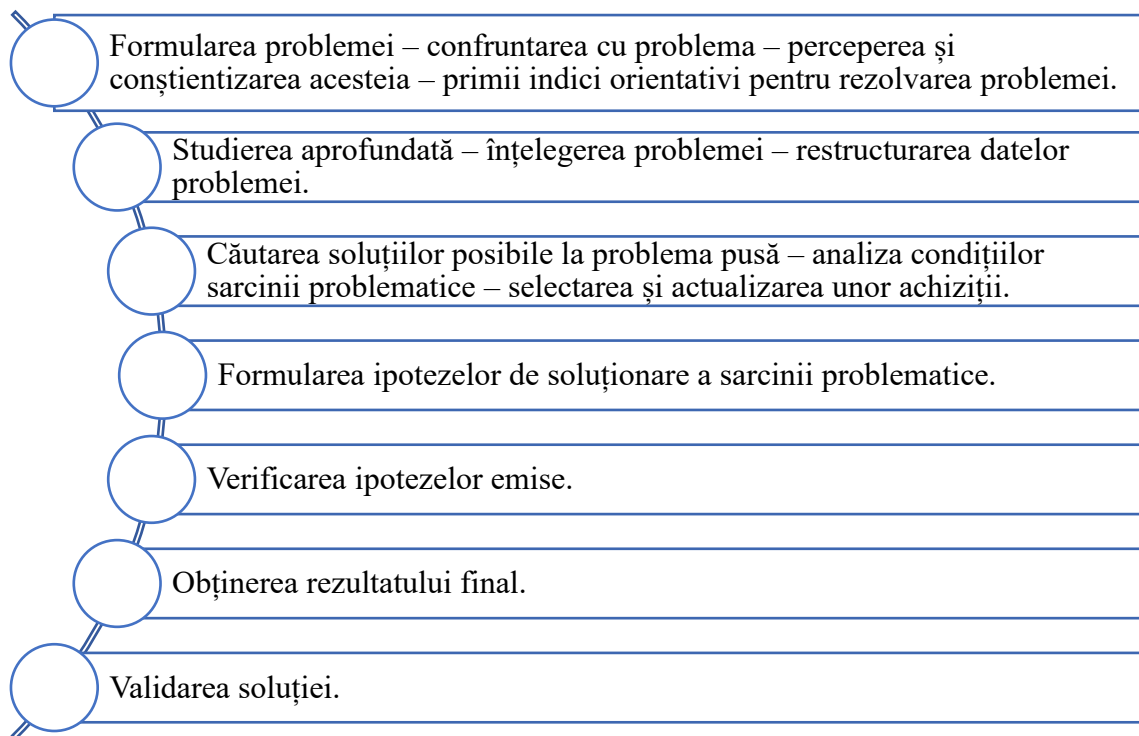 Formularea problemei – confruntarea cu problema – perceperea și
conștientizarea acesteia – primii indici orientativi pentru rezolvarea problemei.
Studierea aprofundată – înțelegerea problemei – restructurarea datelor
problemei.
Căutarea soluțiilor posibile la problema pusă – analiza condițiilor
sarcinii problematice – selectarea și actualizarea unor achiziții.
Formularea ipotezelor de soluționare a sarcinii problematice.
Verificarea ipotezelor emise.
Obținerea rezultatului final.
Validarea soluției.